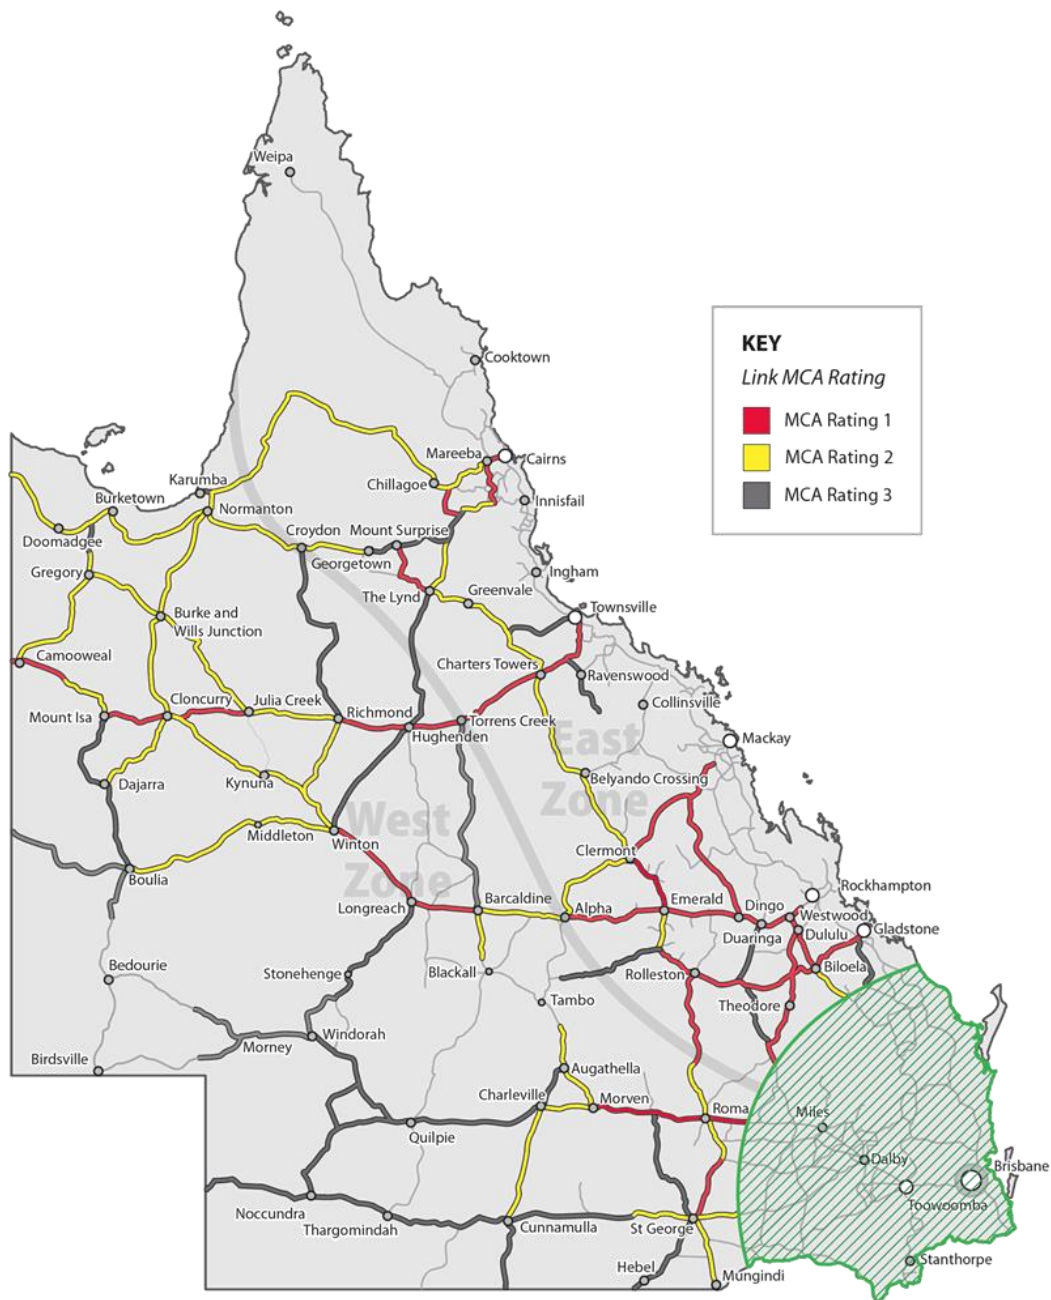 Weipa
Cooktown
KEY
Link MCA Rating
MCA Rating 1
MCA Rating 2
MCA Rating 3
Mareeba
Cairns
Chillagoe
Karumba
Burketown
Innisfail
Normanton
Croydon
Mount Surprise
Doomadgee
Georgetown
Gregory
Ingham
The Lynd
Greenvale
Townsville
Burke and
Wills Junction
Camooweal
Charters Towers
Ravenswood
Cloncurry
Julia Creek
Collinsville
Mount Isa
Richmond
Torrens Creek
Hughenden
East
Zone
Mackay
Dajarra
Kynuna
Belyando Crossing
West
Zone
Middleton
Winton
Clermont
Boulia
Longreach
Barcaldine
Alpha
Emerald
Dingo
Rockhampton
Westwood
Duaringa
Dululu
Gladstone
Bedourie
Stonehenge
Blackall
Rolleston
Biloela
Tambo
Theodore
Windorah
Morney
Birdsville
Augathella
Charleville
Morven
Roma
Miles
Quilpie
Dalby
Brisbane
Toowoomba
Noccundra
Thargomindah
Cunnamulla
St George
Stanthorpe
Hebel
Mungindi